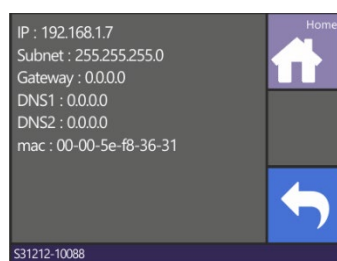 Home
IP : 192.168.1.7
Subnet : 255.255.255.0
Gateway : 0.0.0.0
DNS1 : 0.0.0.0
DNS2 : 0.0.0.0
mac : 00-00-5e-f8-36-31
S31212-10088